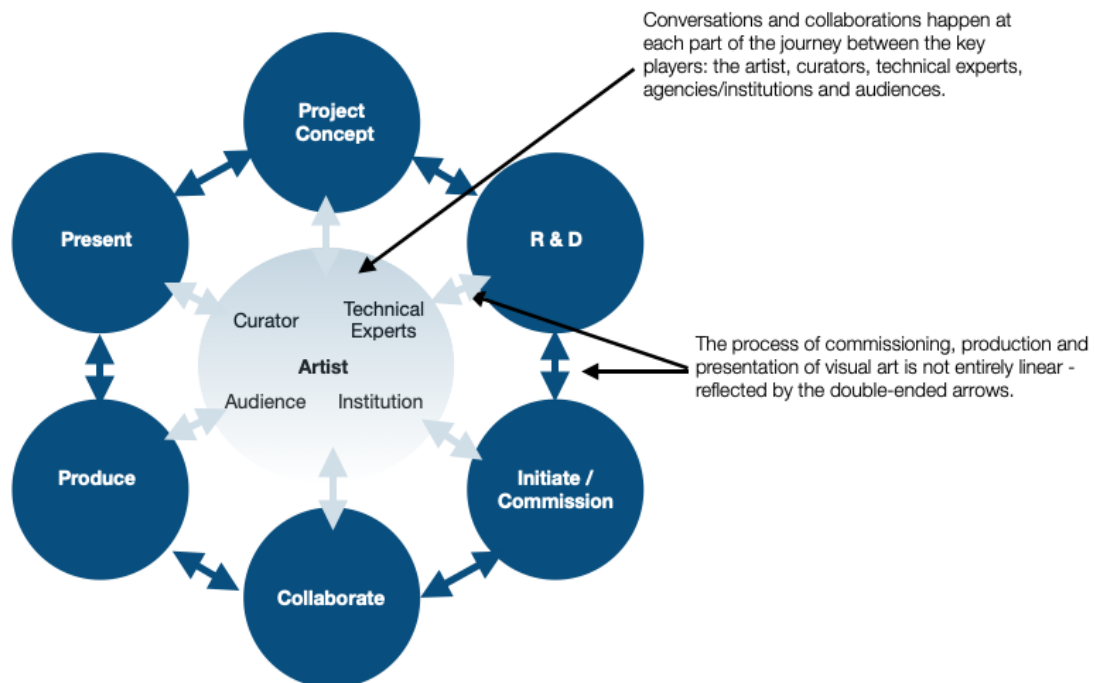 Conversations and collaborations happen at
each part of the journey between the key
players: the artist, curators, technical experts,
agencies/institutions and audiences.
Project
Concept
Present
R & D
Curator
Technical
Experts
Artist
Audience
Institution
The process of commissioning, production and
presentation of visual art is not entirely linear -
reflected by the double-ended arrows.
Produce
Initiate /
Commission
Collaborate